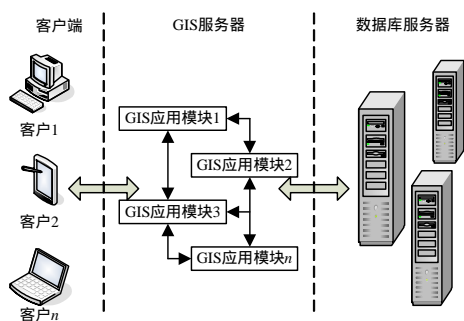 客户端
GIS服务器
数据库服务器
客户1
客户2
客户n
GIS应用模块1
GIS应用模块2
GIS应用模块3
GIS应用模块n